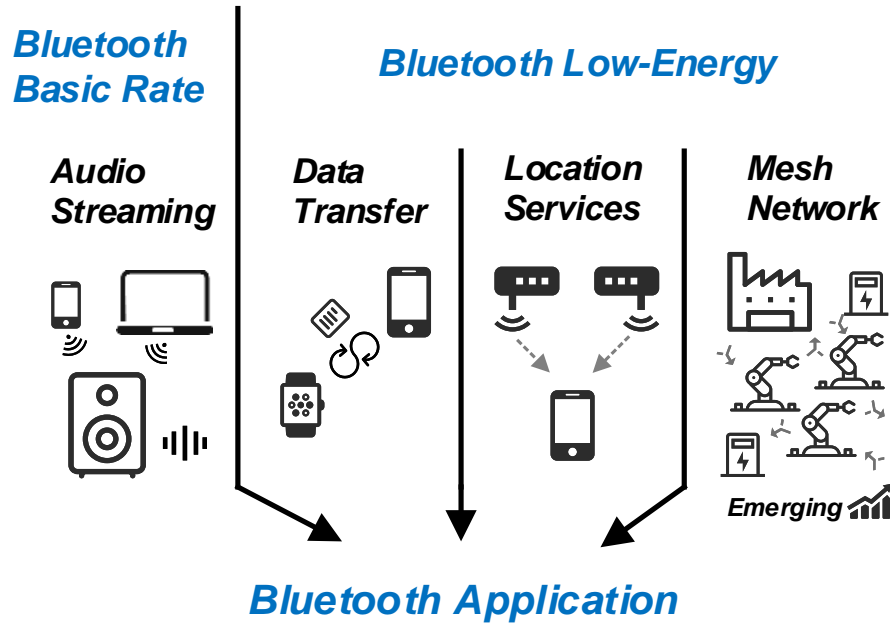 Bluetooth
Basic Rate
Bluetooth Low-Energy
Audio
Streaming
Data
Transfer
Location
Services
Mesh
Network
Emerging
Bluetooth Application